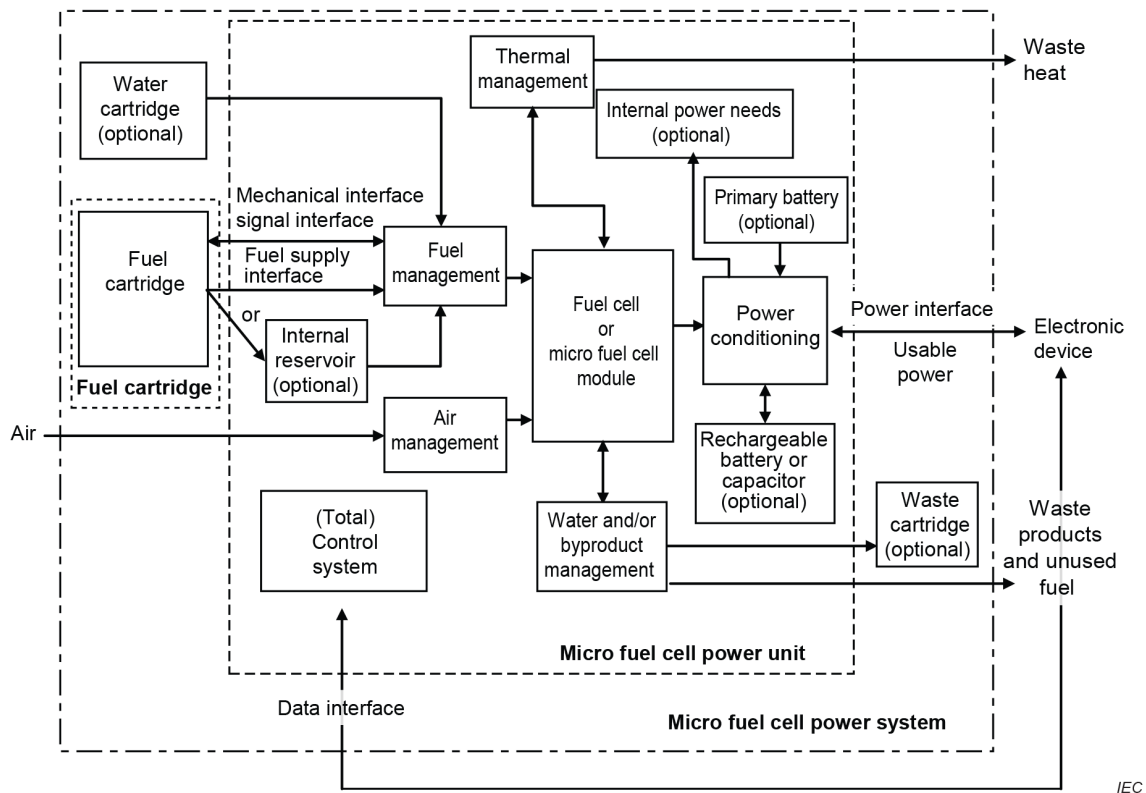 Thermal
management
Waste
heat
Water
cartridge
(optional)
Internal power needs
(optional)
Primary battery
(optional)
Mechanical interface
signal interface
Fuel
cartridge
Fuel supply
interface
Fuel
management
or
Internal
reservoir
(optional)
Fuel cartridge
Fuel cell
or
micro fuel cell
module
Power
conditioning
Power interface
Usable
power
Electronic
device
Air
Air
management
Rechargeable
battery or
capacitor
(optional)
(Total)
Control
system
Water and/or
byproduct
management
Waste
cartridge
(optional)
Waste
products
and unused
fuel
Micro fuel cell power unit
Data interface
Micro fuel cell power system
IEC